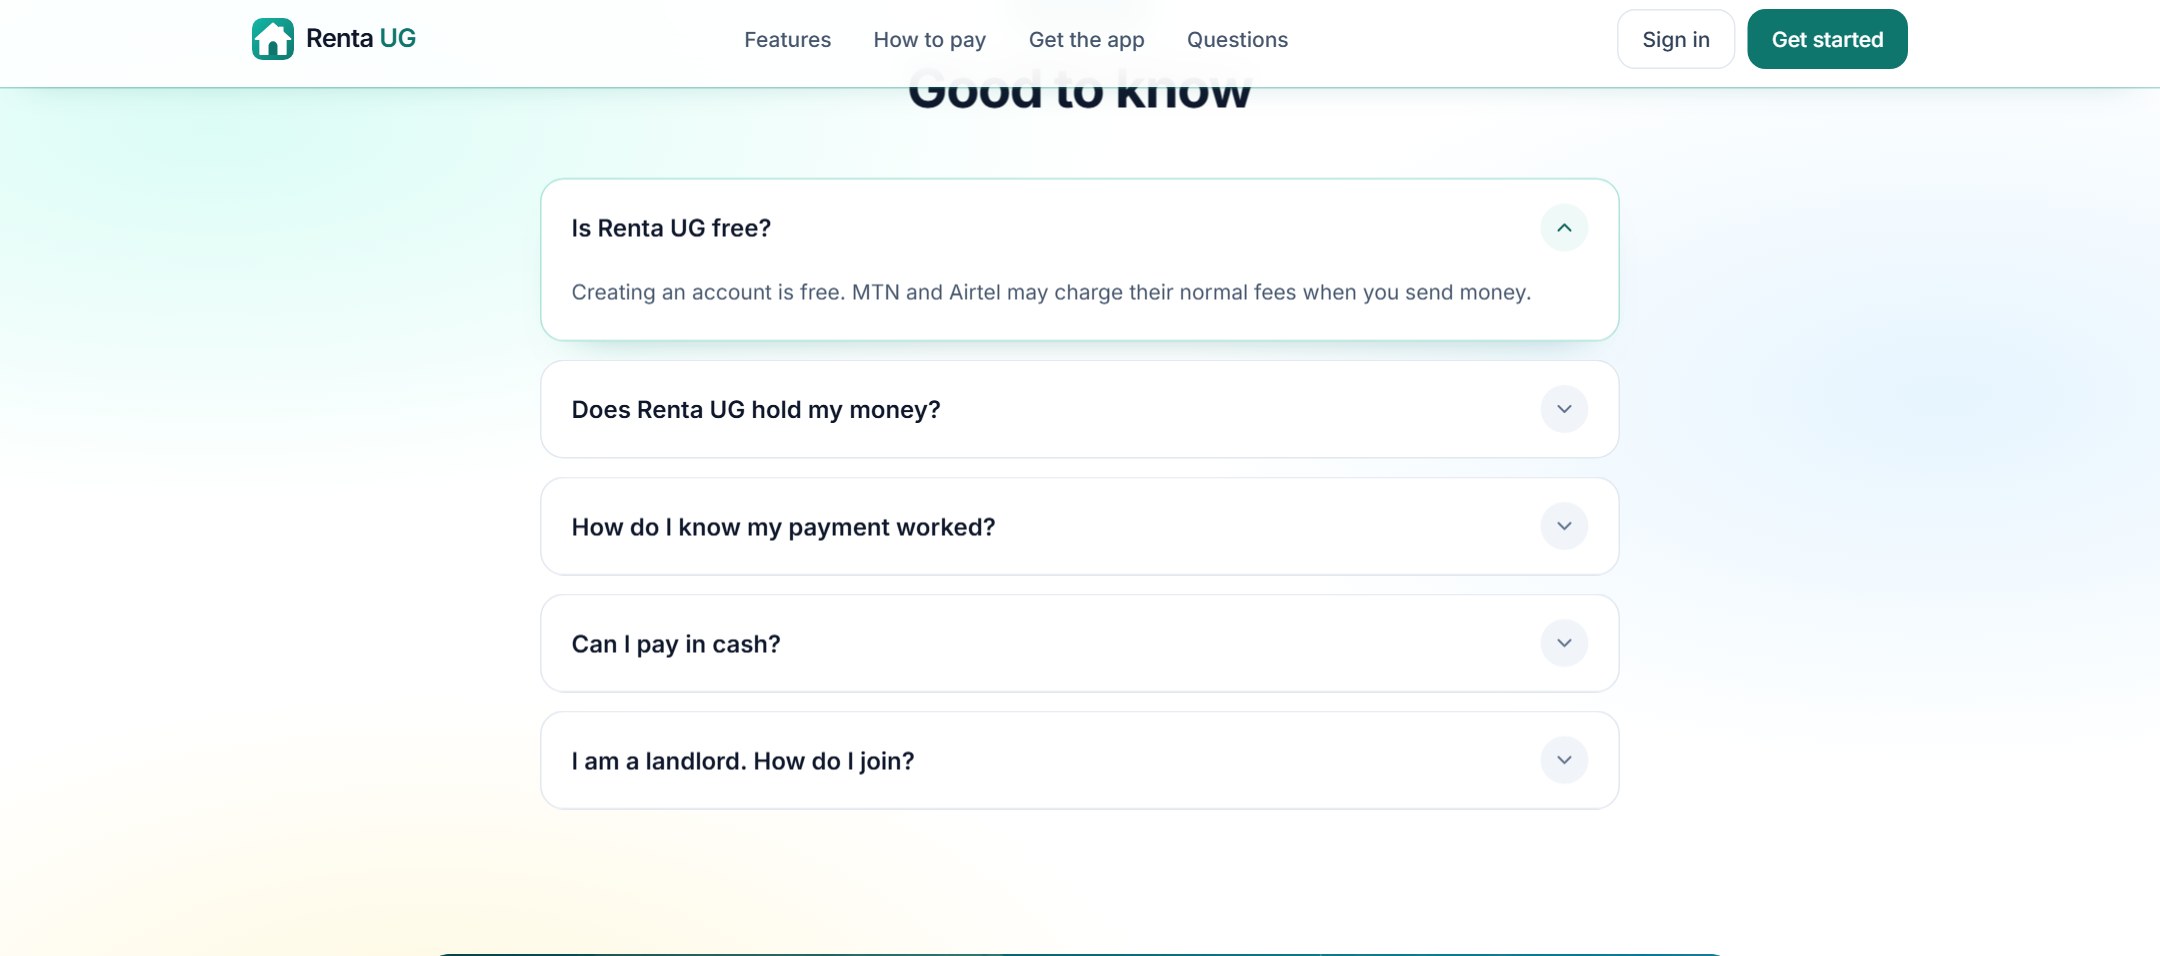 Renta UG
Features
How to pay
Get the app
Questions
Sign in
Get started
Good to know
Is Renta UG free?
Creating an account is free. MTN and Airtel may charge their normal fees when you send money.
Does Renta UG hold my money?
How do I know my payment worked?
Can I pay in cash?
I am a landlord. How do I join?